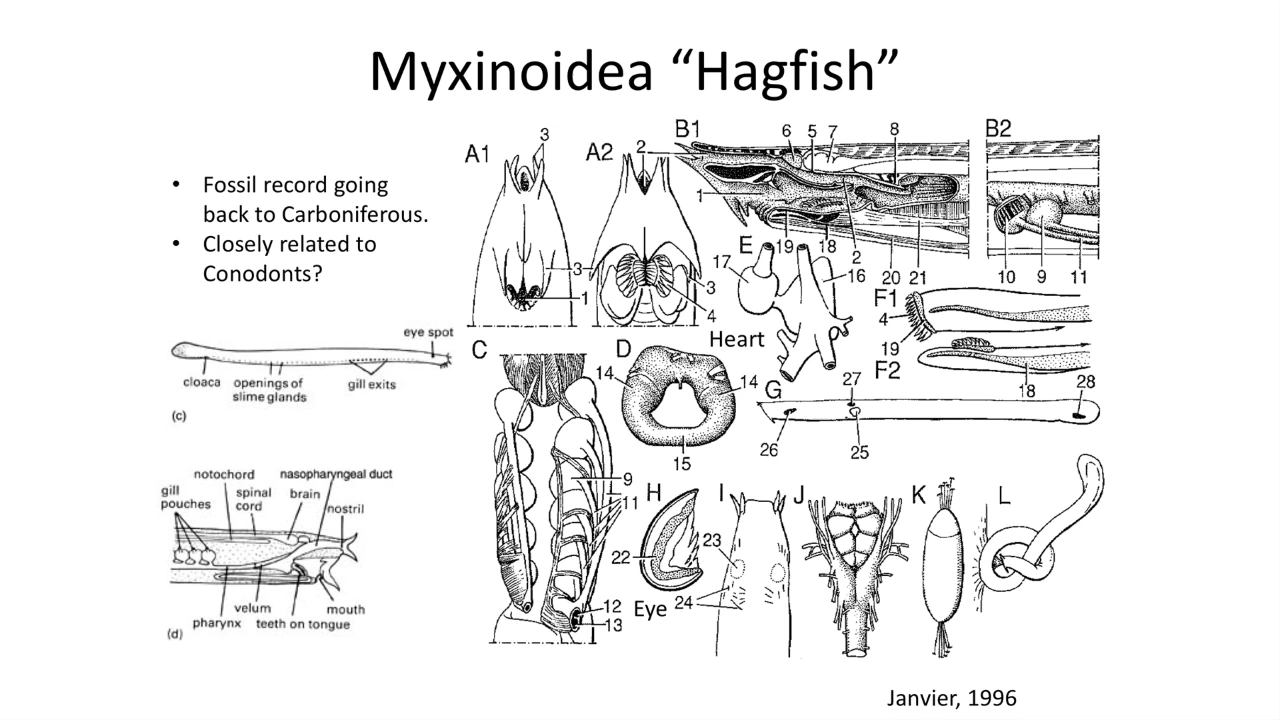 Myxinoidea “Hagfish”
• Fossil record going
back to Carboniferous.
• Closely related to
Conodonts?
eye spot
cloaca
openings of
slime glands
gill exits
(c)
notochord
nasopharyngeal duct
gill
pouches
spinal
cord
brain
nostril
velum
mouth
pharynx
teeth on tongue
(d)
A1
3
3
1
A2
2
3
4
B1
6
5
7
8
1
19
18
2
20
21
B2
10
9
11
E
17
16
Heart
F1
4
19
F2
18
C
9
11
12
13
D
14
14
15
G
27
28
26
25
H
22
Eye
I
23
24
J
K
L
Janvier, 1996